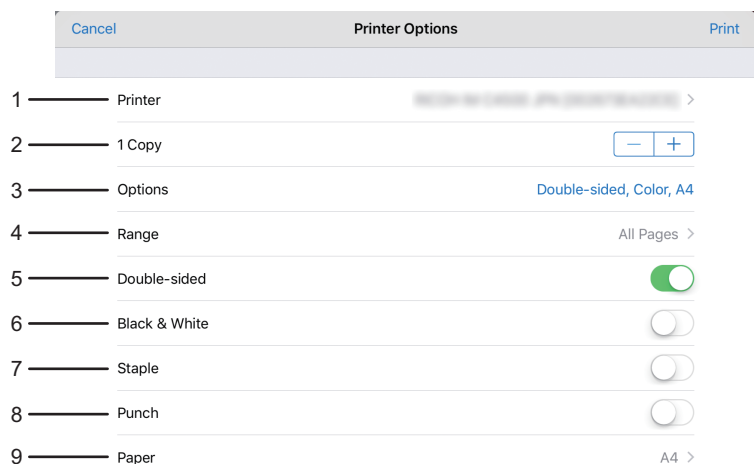 Cancel Printer Options Print
1 Printer
2 1 Copy
3 Options Double-sided, Color, A4
4 Range All Pages
5 Double-sided
6 Black & White
7 Staple
8 Punch
9 Paper A4